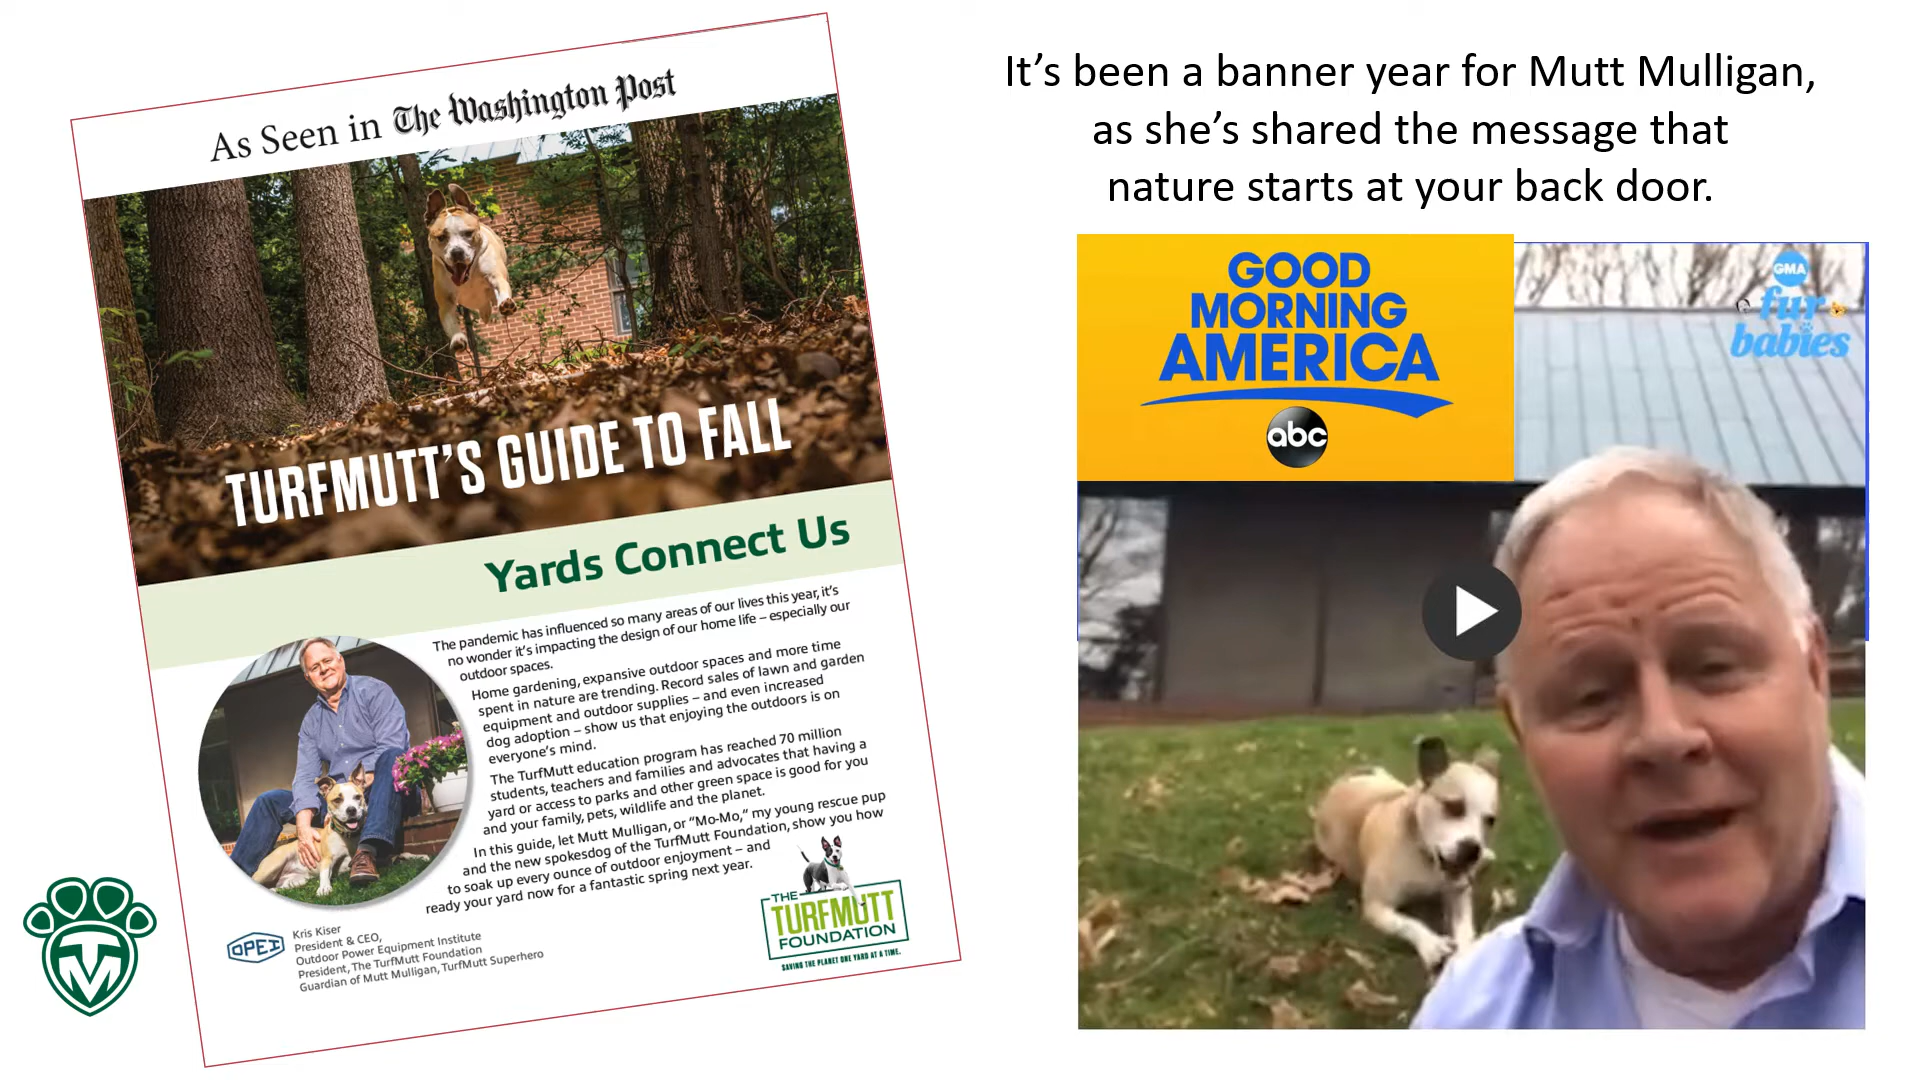 As Seen in The Washington Post
TURFMUTT'S GUIDE TO FALL
Yards Connect Us
The pandemic has influenced so many areas of our lives this year, it's
no wonder it's impacting the design of our home life – especially our
outdoor spaces.
Home gardening, expansive outdoor spaces and more time
spent in nature are trending. Record sales of lawn and garden
equipment and outdoor supplies – and even increased
dog adoption – show us that enjoying the outdoors is on
everyone's mind.
The TurfMutt education program has reached 70 million
students, teachers and families and advocates that having a
yard or access to parks and other green space is good for you
and your family, pets, wildlife and the planet.
In this guide, let Mutt Mulligan, or “Mo-Mo,” my young rescue pup
and the new spokesdog of the TurfMutt Foundation, show you how
to soak up every ounce of outdoor enjoyment – and
ready your yard now for a fantastic spring next year.
OPEI
Kris Kiser
President & CEO,
Outdoor Power Equipment Institute
President, The TurfMutt Foundation
Guardian of Mutt Mulligan, TurfMutt Superhero
THE
TURFMUTT
FOUNDATION
SAVING THE PLANET ONE YARD AT A TIME.
TM
It’s been a banner year for Mutt Mulligan,
as she’s shared the message that
nature starts at your back door.
GOOD
MORNING
AMERICA
abc
GMA
fur
babies